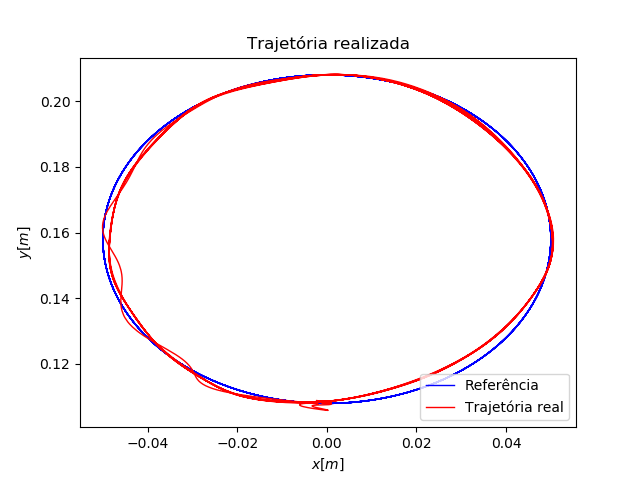 Trajetória realizada
y[m]
0.20
0.18
0.16
0.14
0.12
−0.04
−0.02
0.00
0.02
0.04
x[m]
Referência
Trajetória real